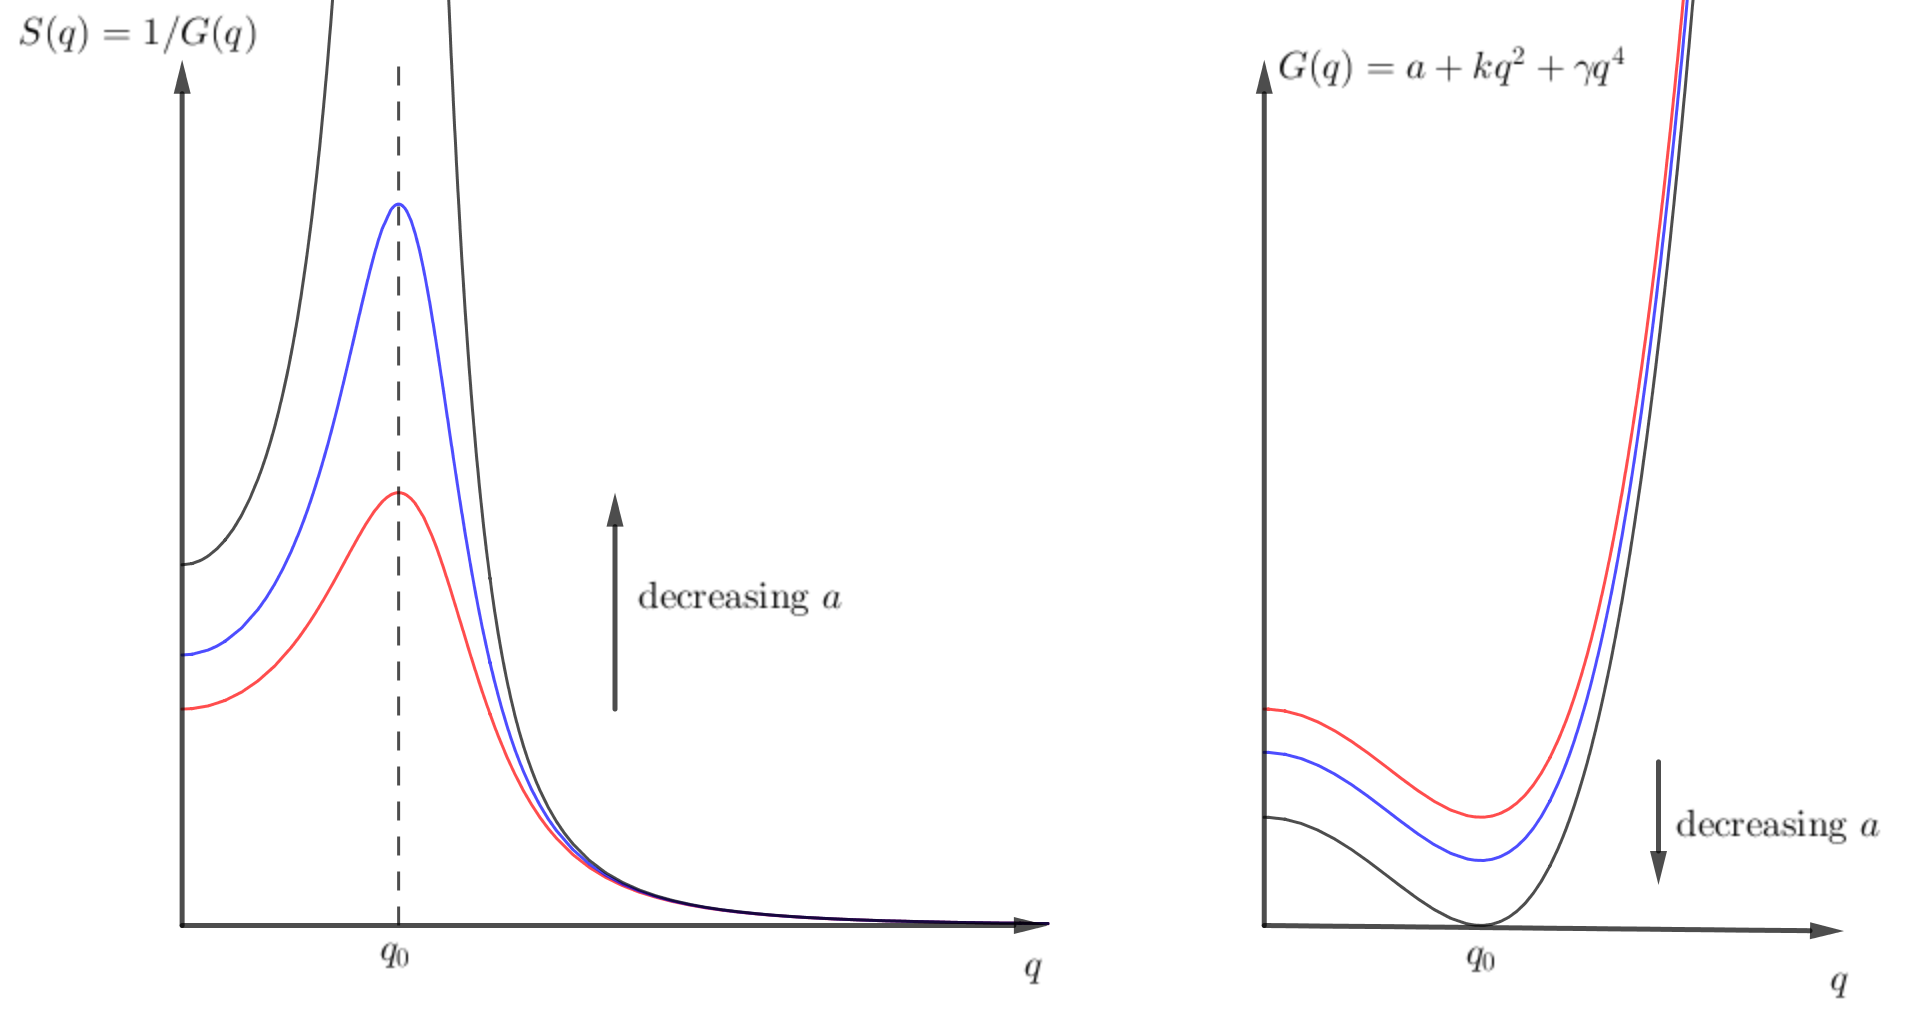 S(q) = 1/G(q)
decreasing a
q₀
q
G(q) = a + kq² + γq⁴
decreasing a
q₀
q